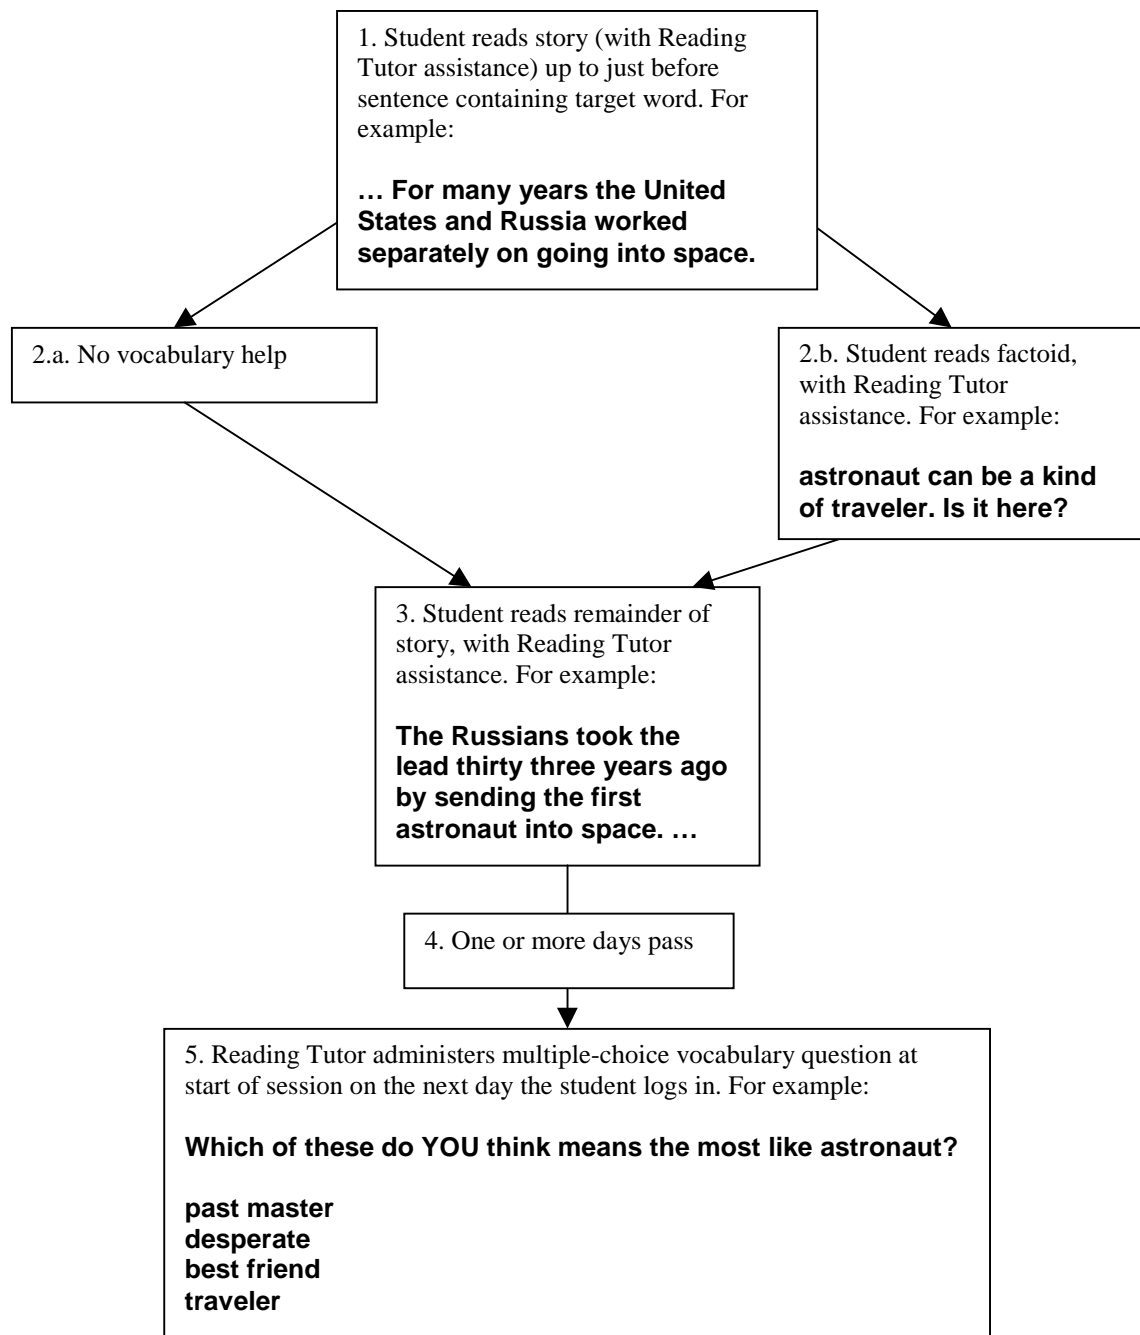 1. Student reads story (with Reading
Tutor assistance) up to just before
sentence containing target word. For
example:
… For many years the United
States and Russia worked
separately on going into space.
2.a. No vocabulary help
2.b. Student reads factoid,
with Reading Tutor
assistance. For example:
astronaut can be a kind
of traveler. Is it here?
3. Student reads remainder of
story, with Reading Tutor
assistance. For example:
The Russians took the
lead thirty three years ago
by sending the first
astronaut into space. …
4. One or more days pass
5. Reading Tutor administers multiple-choice vocabulary question at
start of session on the next day the student logs in. For example:
Which of these do YOU think means the most like astronaut?
past master
desperate
best friend
traveler